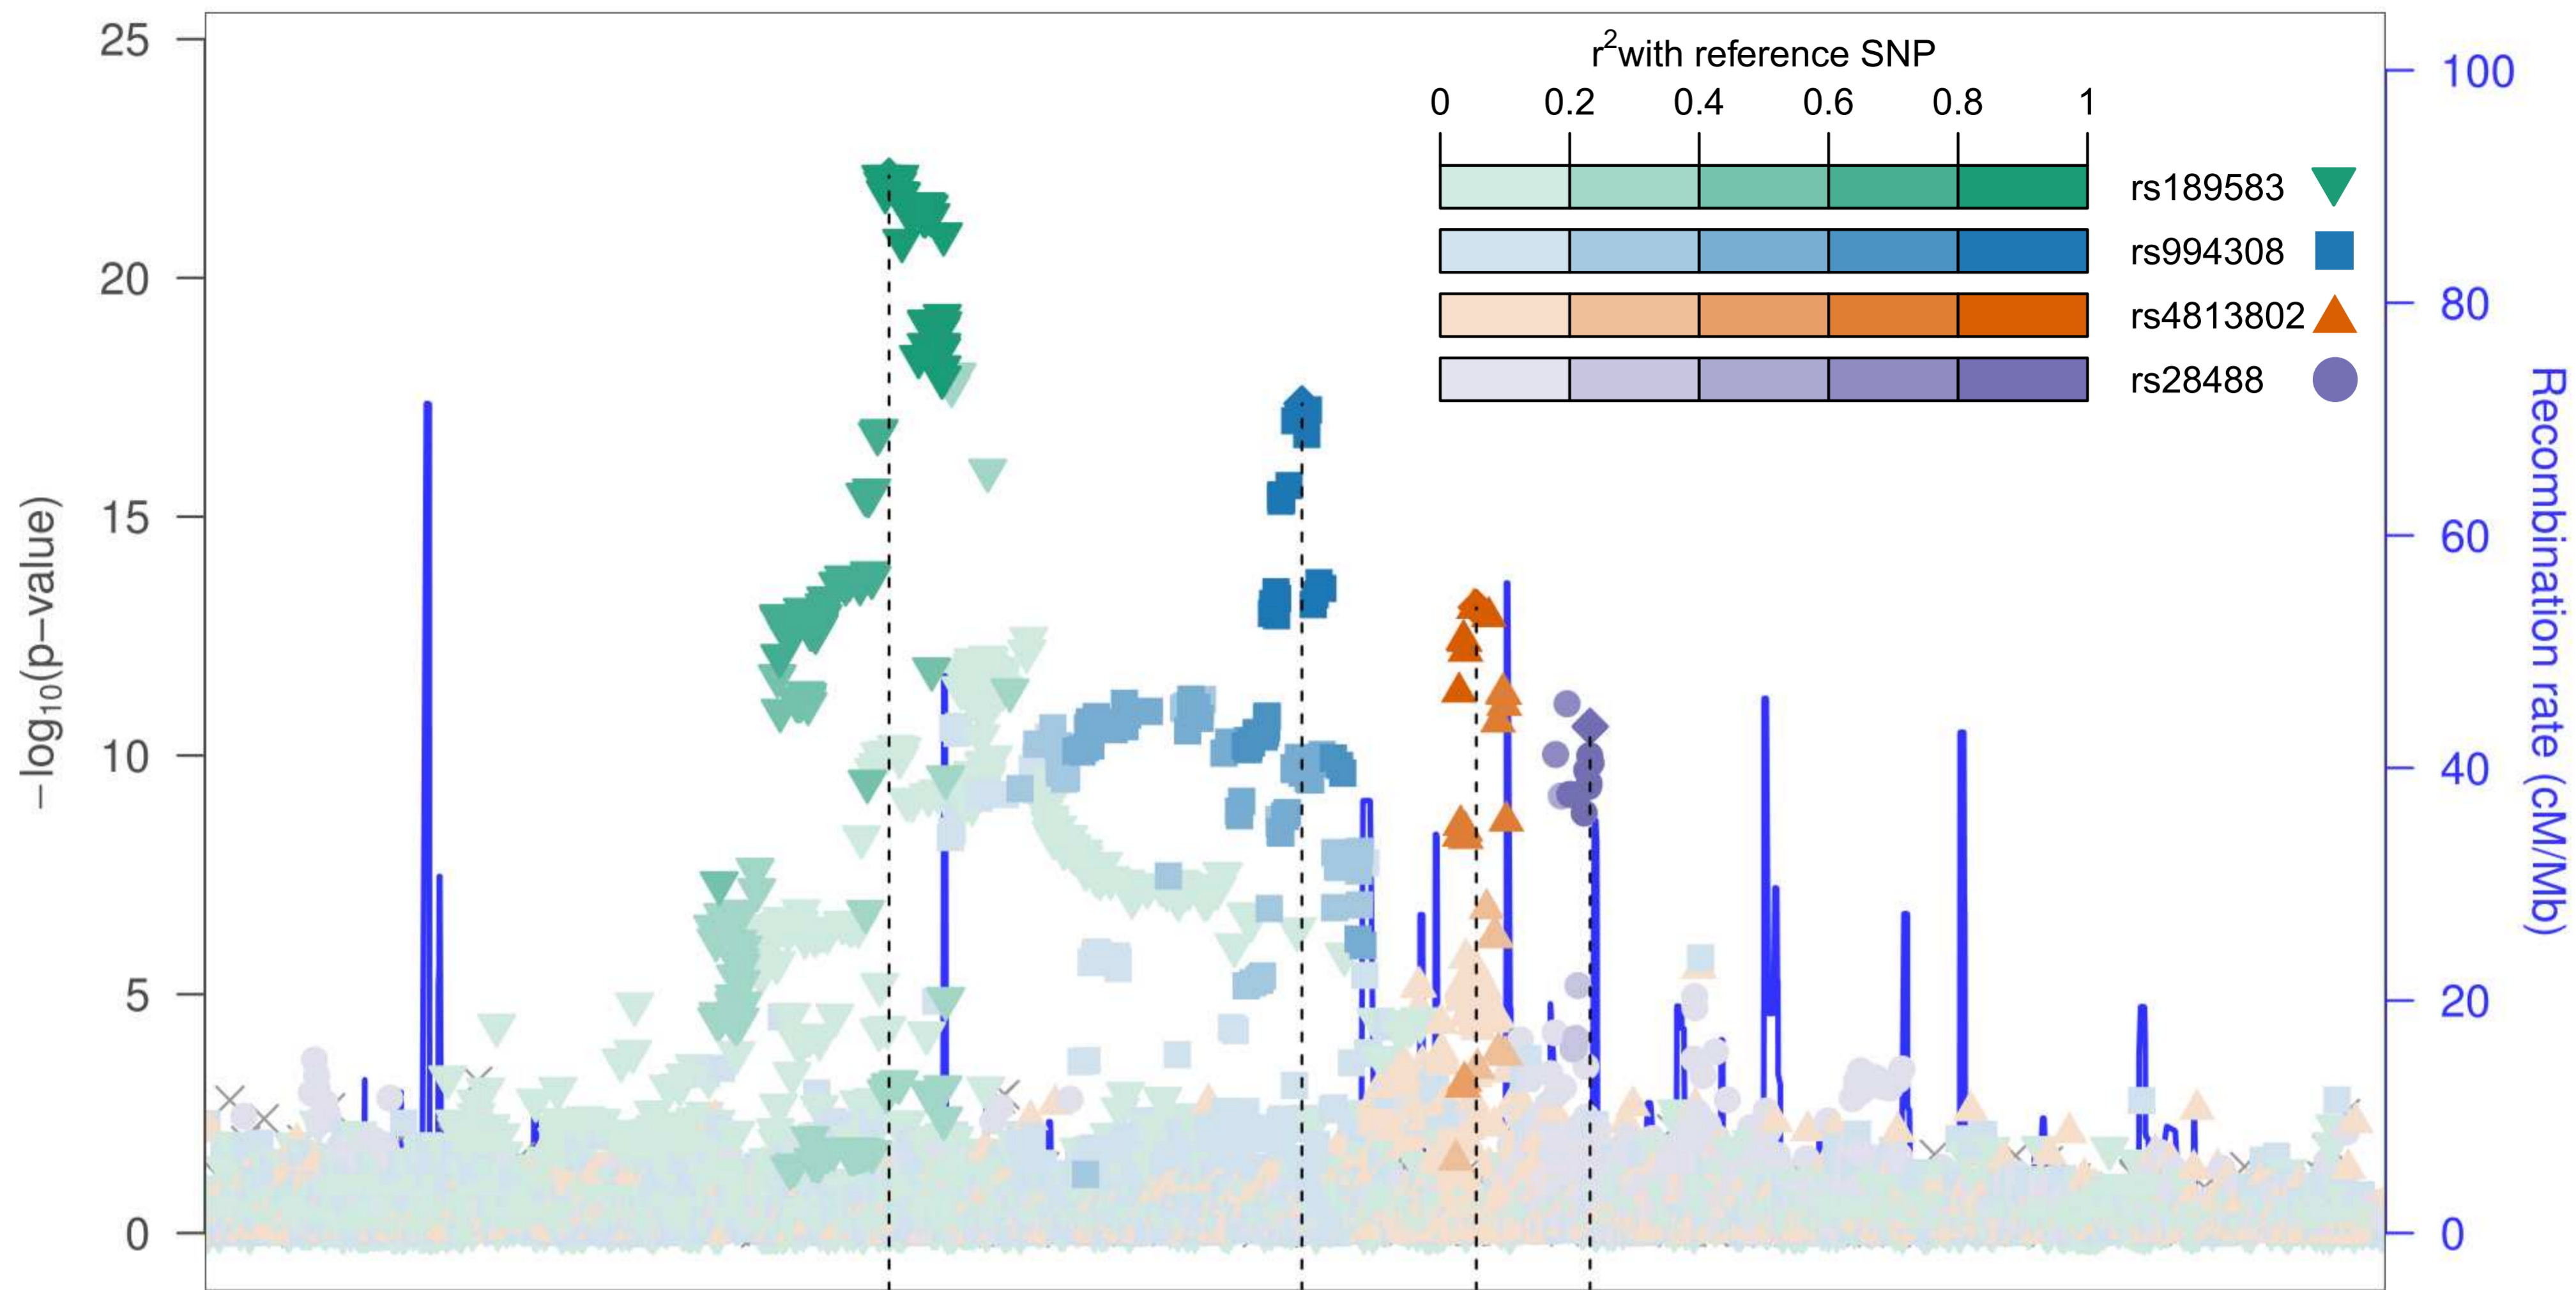 r²with reference SNP
0 0.2 0.4 0.6 0.8 1
rs189583
rs994308
rs4813802
rs28488
−log10(p−value)
25
20
15
10
5
0
Recombination rate (cM/Mb)
100
80
60
40
20
0